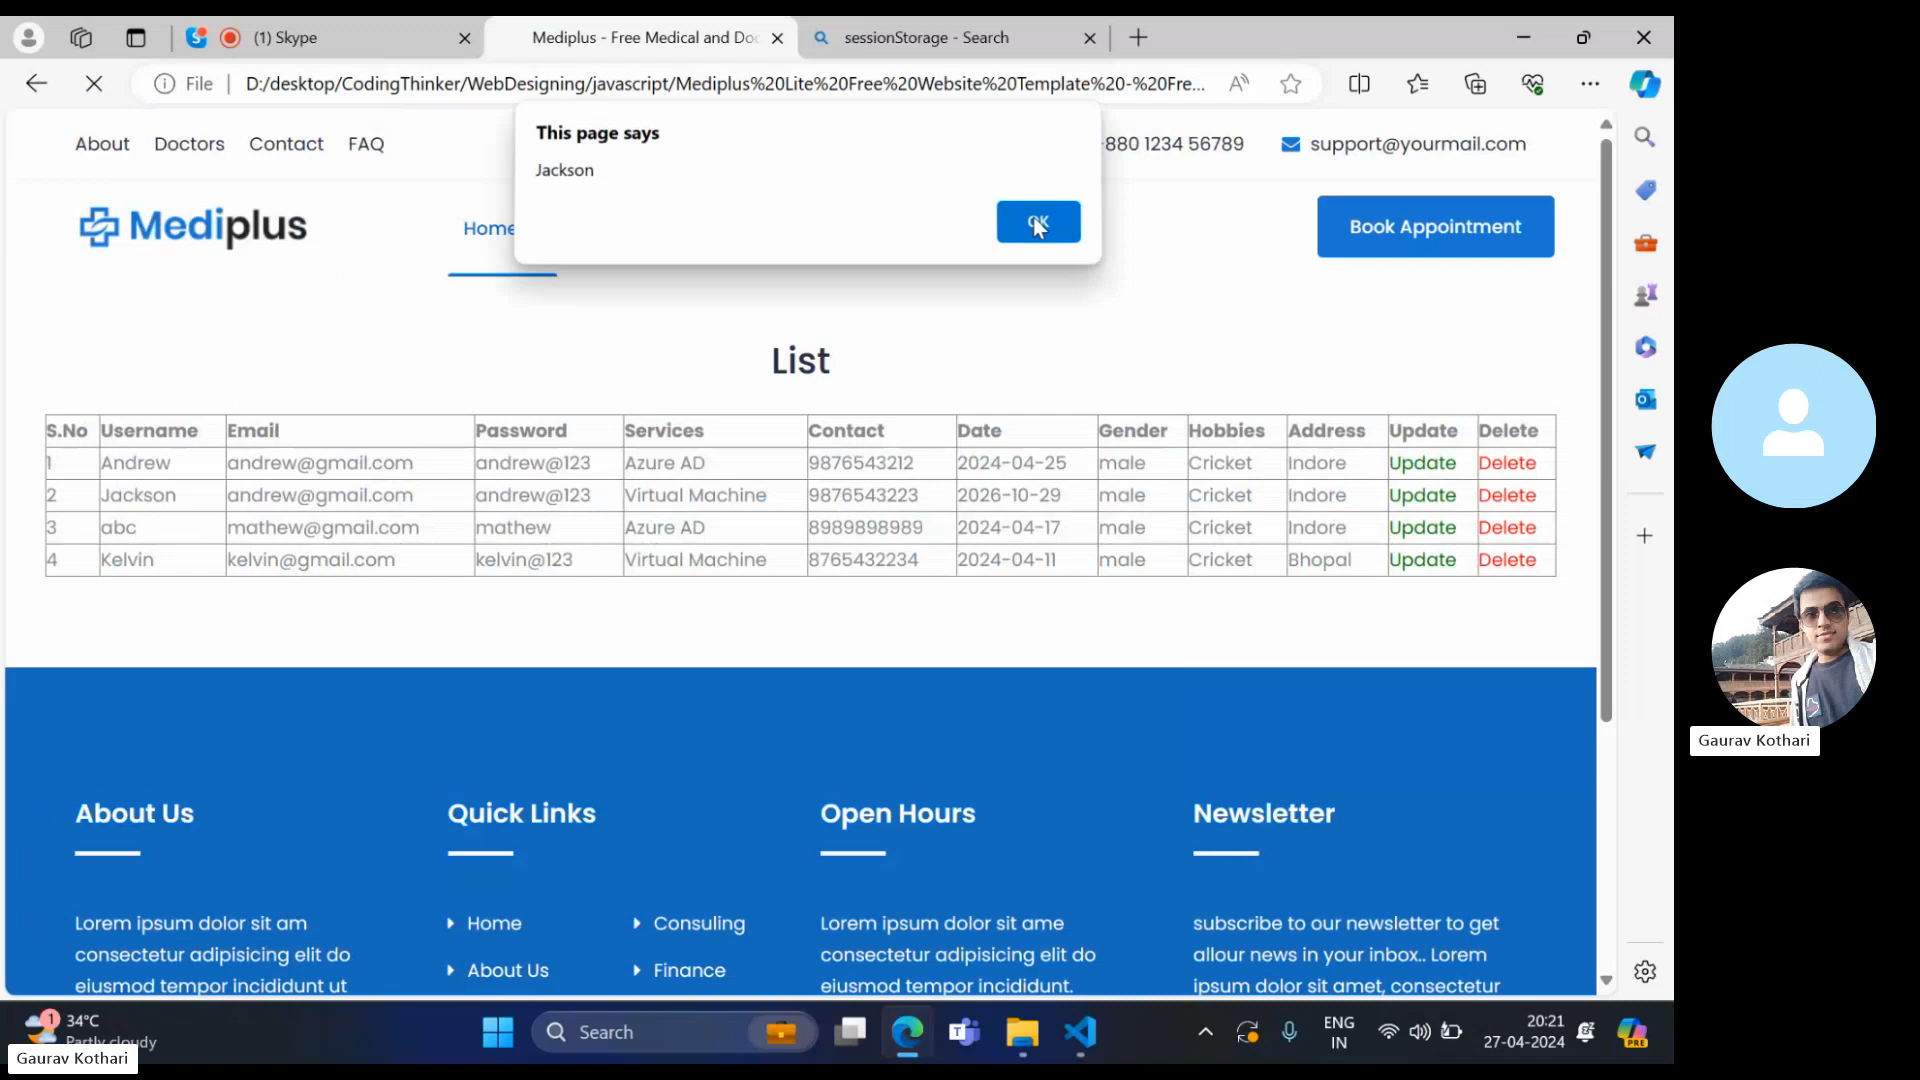 (1) Skype
Mediplus - Free Medical and Doc
sessionStorage - Search
File
D:/desktop/CodingThinker/WebDesigning/javascript/Mediplus%20Lite%20Free%20Website%20Template%20-%20Fre...
About Doctors Contact FAQ
This page says
Jackson
OK
880 1234 56789
support@yourmail.com
Mediplus
Home
Book Appointment
List
S.No Username Email Password Services Contact Date Gender Hobbies Address Update Delete
1 Andrew andrew@gmail.com andrew@123 Azure AD 9876543212 2024-04-25 male Cricket Indore Update Delete
2 Jackson andrew@gmail.com andrew@123 Virtual Machine 9876543223 2026-10-29 male Cricket Indore Update Delete
3 abc mathew@gmail.com mathew Azure AD 8989898989 2024-04-17 male Cricket Indore Update Delete
4 Kelvin kelvin@gmail.com kelvin@123 Virtual Machine 8765432234 2024-04-11 male Cricket Bhopal Update Delete
Gaurav Kothari
About Us Quick Links Open Hours Newsletter
Lorem ipsum dolor sit am
consectetur adipisicing elit do
eiusmod tempor incididunt ut
Home
About Us
Consuling
Finance
Lorem ipsum dolor sit ame
consectetur adipisicing elit do
eiusmod tempor incididunt.
subscribe to our newsletter to get
allour news in your inbox.. Lorem
ipsum dolor sit amet, consectetur
1
34°C
Partly cloudy
Gaurav Kothari
Search
PRE
ENG
IN
20:21
27-04-2024